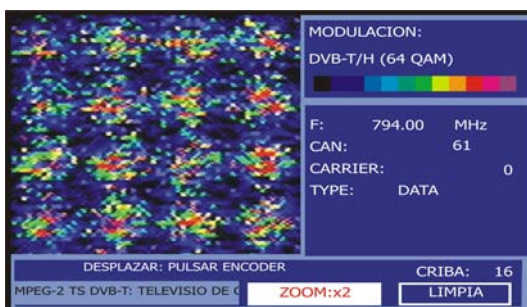 MODULACION:
DVB-T/H (64 QAM)
F: 794.00 MHz
CAN: 61
CARRIER: 0
TYPE: DATA
DESPLAZAR: PULSAR ENCODER
CRIBA: 16
MPEG-2 TS DVB-T: TELEVISIO DE
ZOOM:x2
LIMPIA